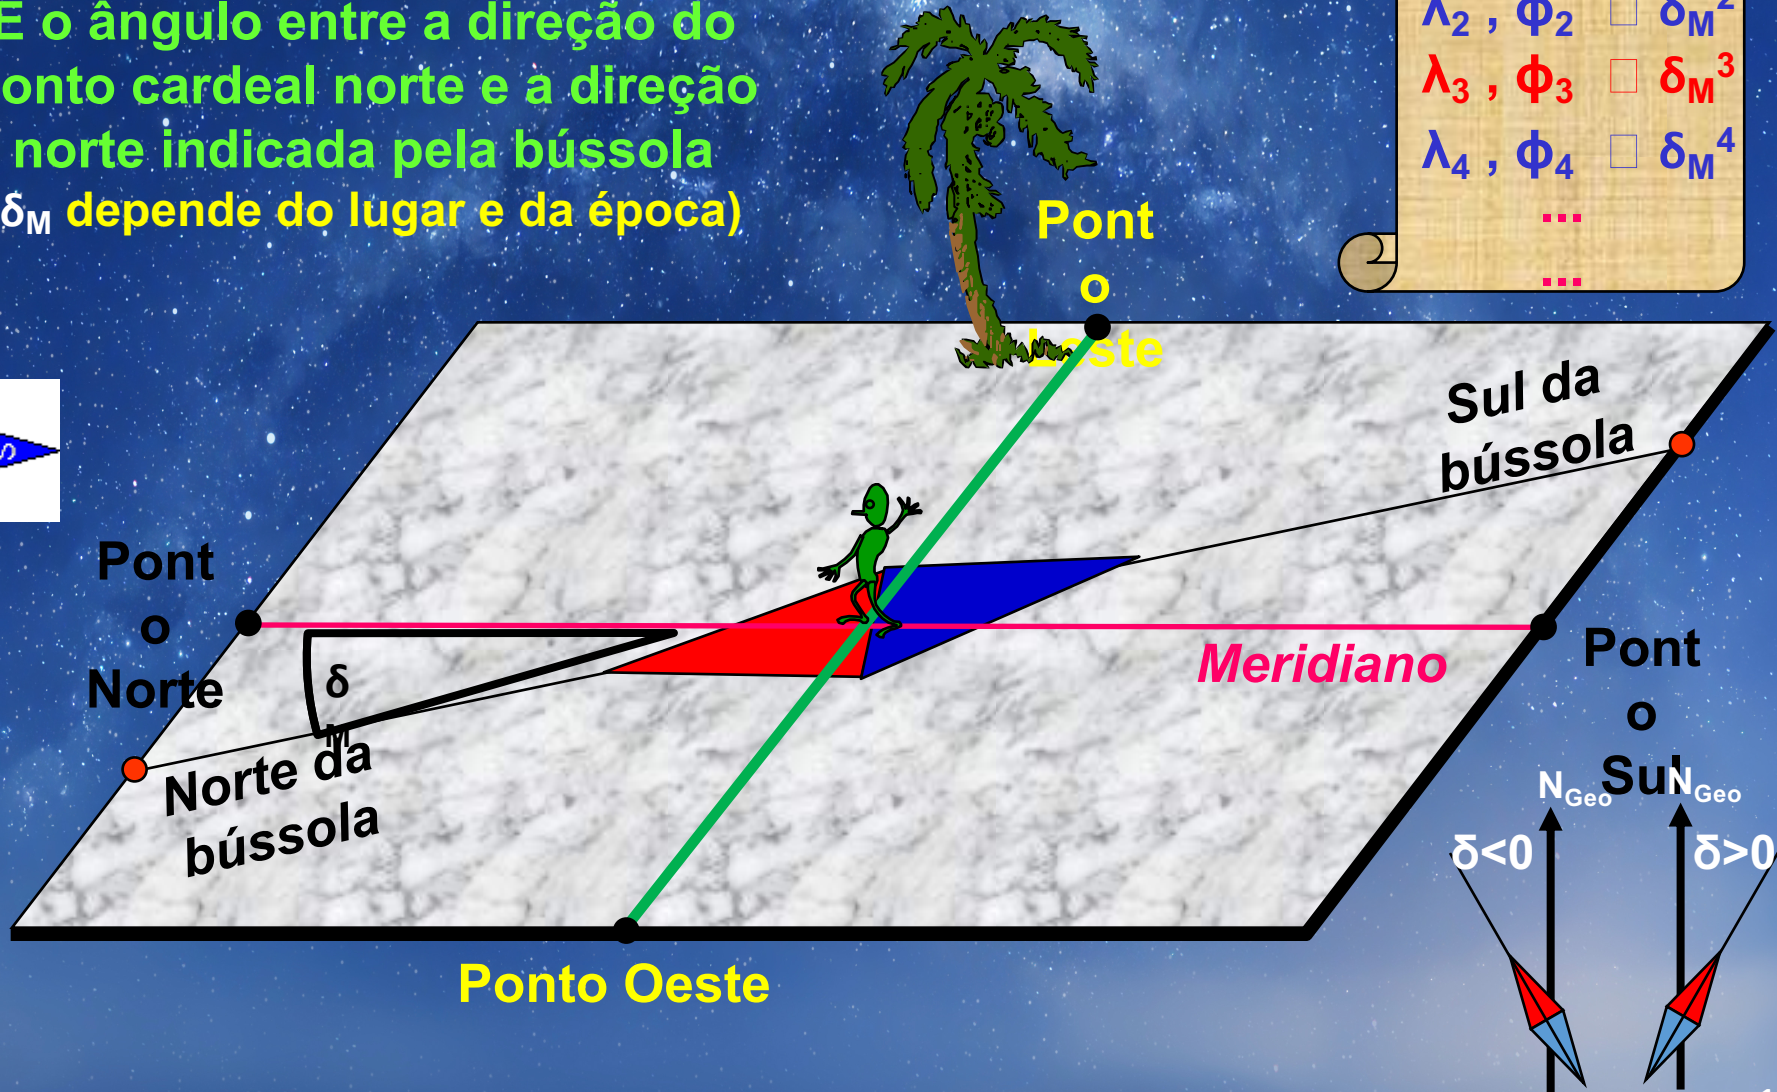 É o ângulo entre a direção do
onto cardeal norte e a direção
norte indicada pela bússola
δM depende do lugar e da época)
λ2 , ϕ2 □ δM2
λ3 , ϕ3 □ δM3
λ4 , ϕ4 □ δM4
...
...
Pont
o
Leste
Sul da
bússola
S
Pont
o
Norte
δ
M
Norte da
bússola
Meridiano
Pont
o
Sul
Ponto Oeste
NGeo
NGeo
δ<0
δ>0